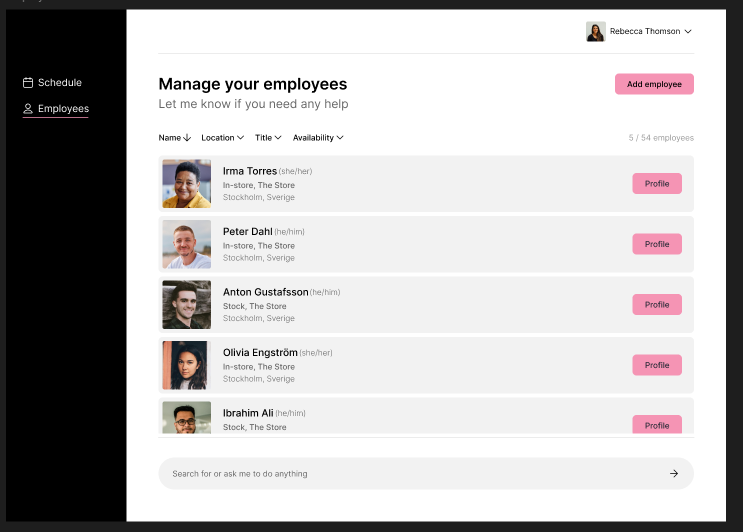 Rebecca Thomson
Schedule
Employees
Manage your employees
Add employee
Let me know if you need any help
Name Location Title Availability
5 / 54 employees
Irma Torres (she/her)
In-store, The Store
Stockholm, Sverige
Profile
Peter Dahl (he/him)
In-store, The Store
Stockholm, Sverige
Profile
Anton Gustafsson (he/him)
Stock, The Store
Stockholm, Sverige
Profile
Olivia Engström (she/her)
In-store, The Store
Stockholm, Sverige
Profile
Ibrahim Ali (he/him)
Stock, The Store
Profile
Search for or ask me to do anything